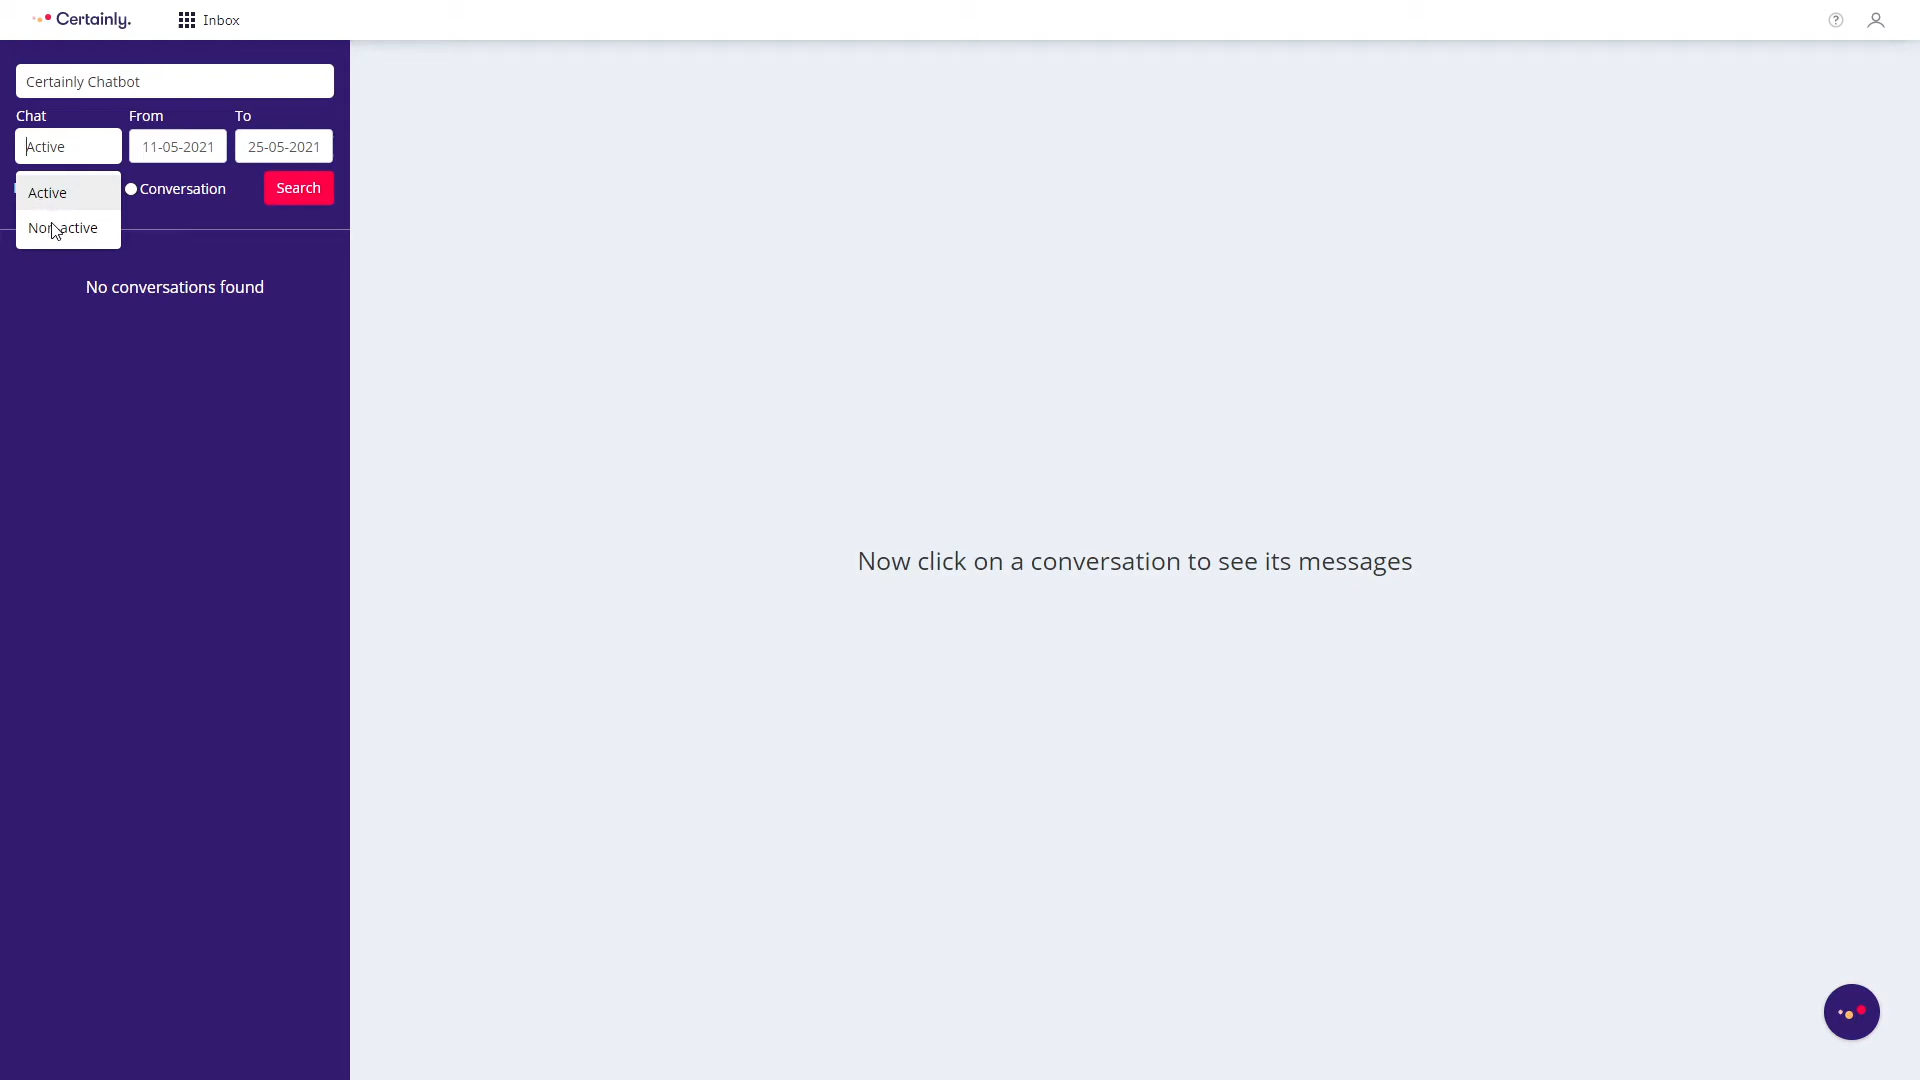 Certainly.
Inbox
?
Certainly Chatbot
Chat From To
Active 11-05-2021 25-05-2021
Active
Conversation Search
active
No conversations found
Now click on a conversation to see its messages